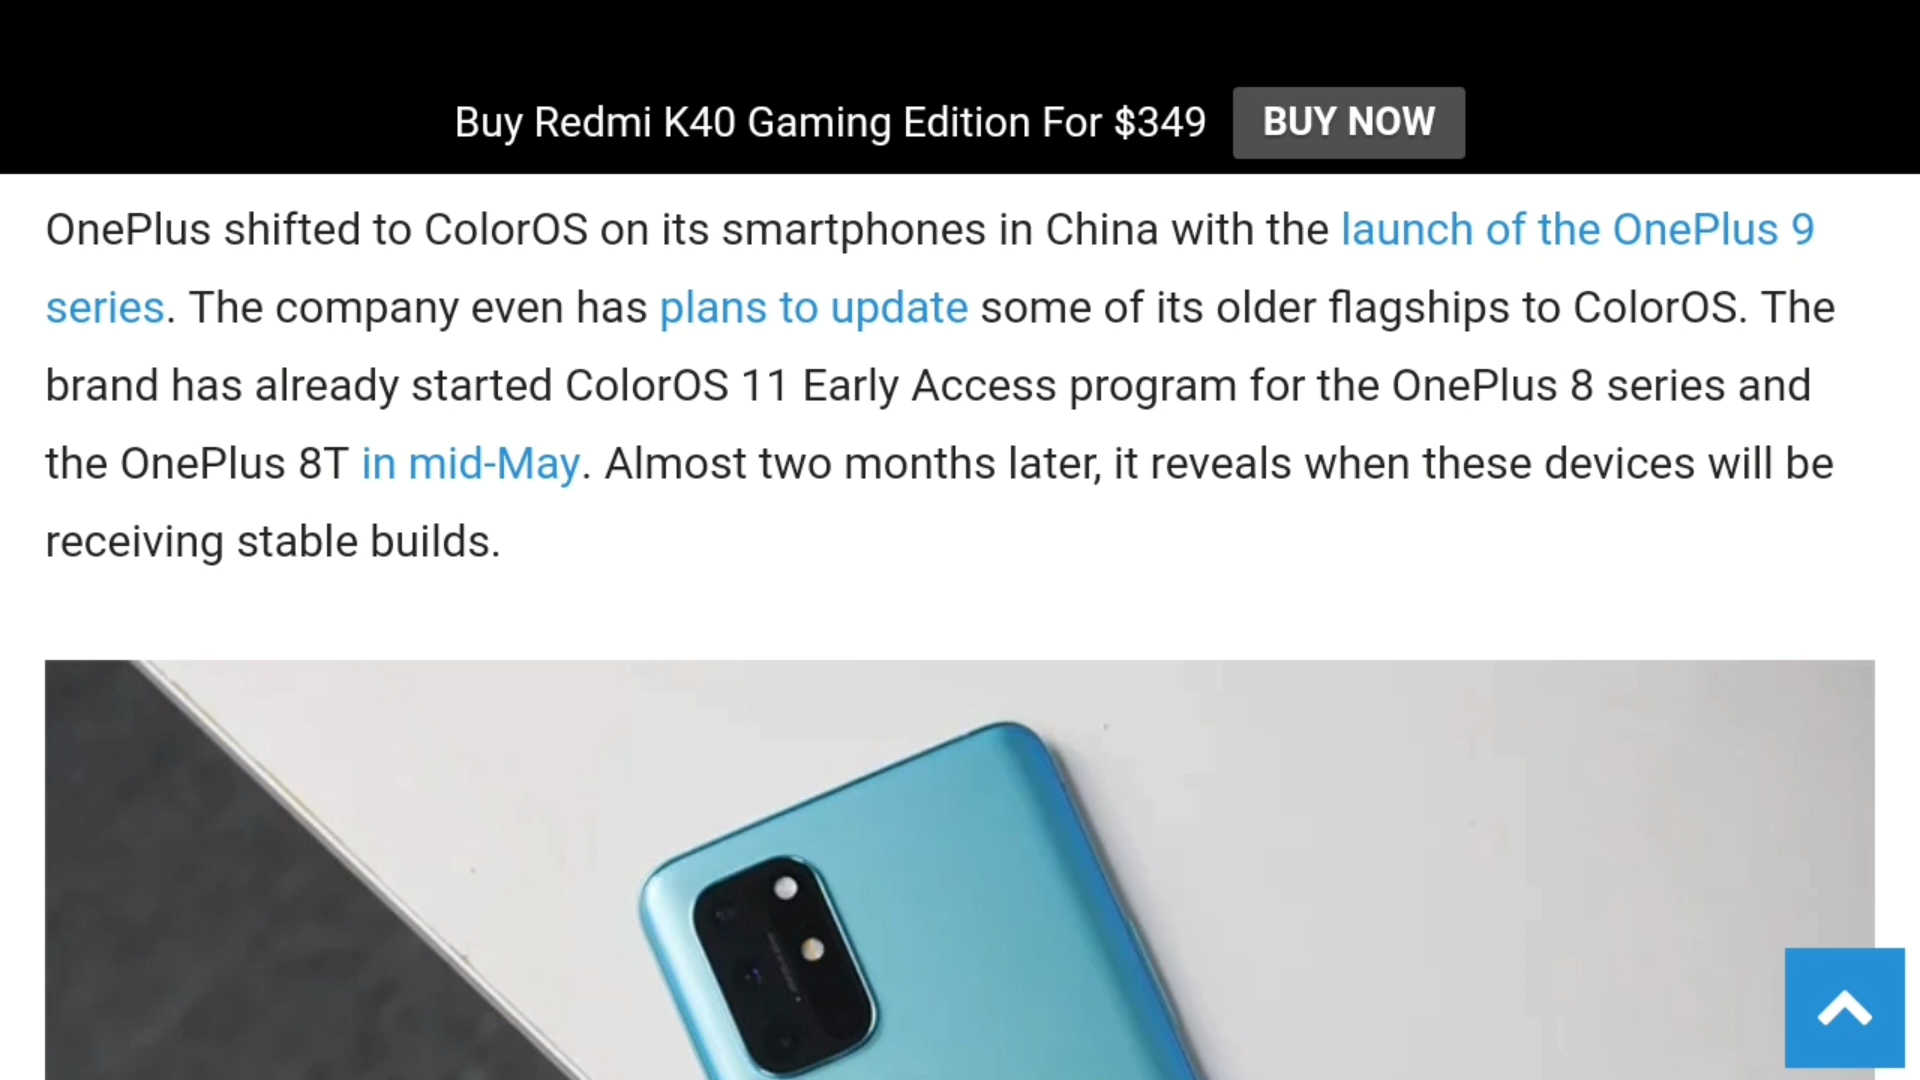 Buy Redmi K40 Gaming Edition For $349 BUY NOW
OnePlus shifted to ColorOS on its smartphones in China with the launch of the OnePlus 9
series. The company even has plans to update some of its older flagships to ColorOS. The
brand has already started ColorOS 11 Early Access program for the OnePlus 8 series and
the OnePlus 8T in mid-May. Almost two months later, it reveals when these devices will be
receiving stable builds.